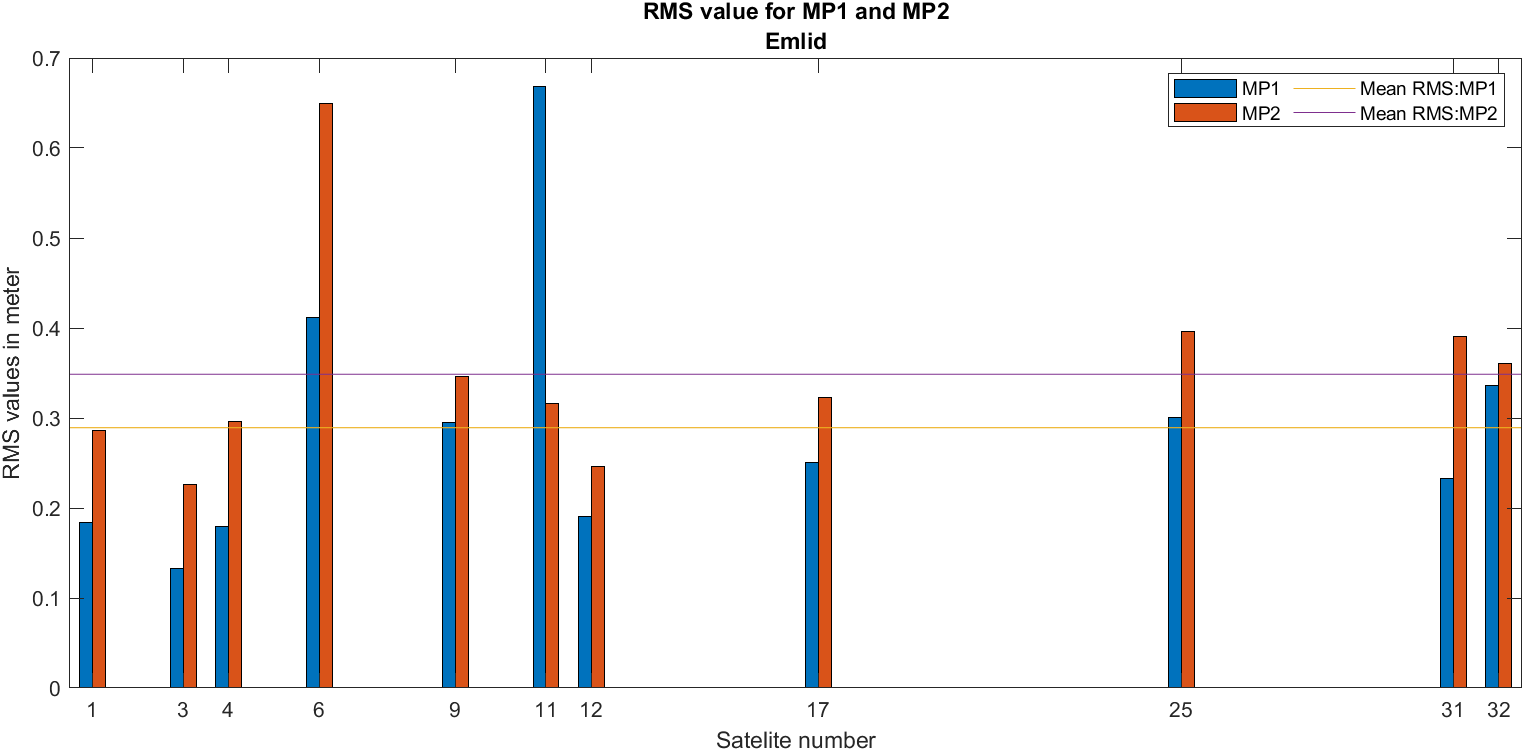 RMS value for MP1 and MP2
Emlid
MP1 Mean RMS:MP1
MP2 Mean RMS:MP2
RMS values in meter
0.7
0.6
0.5
0.4
0.3
0.2
0.1
0
1 3 4 6 9 11 12 17 25 31 32
Satelite number